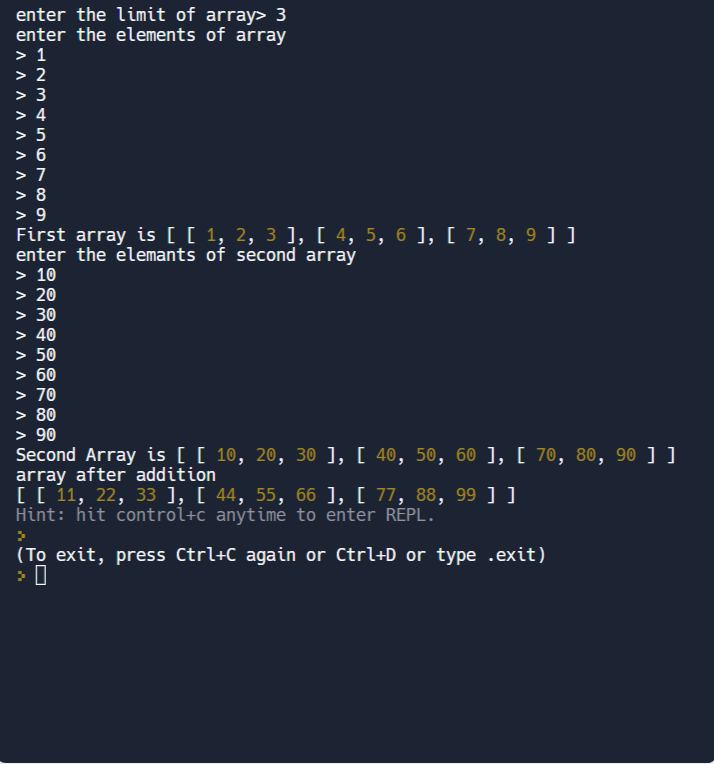 enter the limit of array> 3
enter the elements of array
> 1
> 2
> 3
> 4
> 5
> 6
> 7
> 8
> 9
First array is [ [ 1, 2, 3 ], [ 4, 5, 6 ], [ 7, 8, 9 ] ]
enter the elemants of second array
> 10
> 20
> 30
> 40
> 50
> 60
> 70
> 80
> 90
Second Array is [ [ 10, 20, 30 ], [ 40, 50, 60 ], [ 70, 80, 90 ] ]
array after addition
[ [ 11, 22, 33 ], [ 44, 55, 66 ], [ 77, 88, 99 ] ]
Hint: hit control+c anytime to enter REPL.
>
(To exit, press Ctrl+C again or Ctrl+D or type .exit)
>